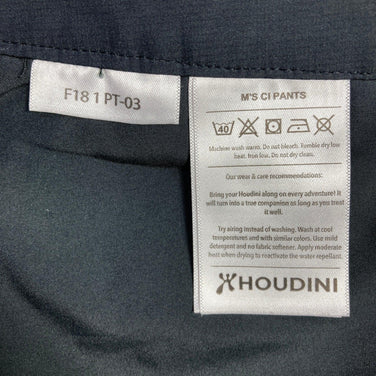 F18 1 PT-03
M'S CI PANTS
40
Machine wash warm. Do not bleach. Tumble dry low
heat. Iron low. Do not dry clean.
Our wear & care recommendations:
Bring your Houdini along on every adventure! It
will turn into a true companion as long as you treat
it well.
Try airing instead of washing. Wash at cool
temperatures and with similar colors. Use mild
detergent and no fabric softener. Apply moderate
heat when drying to reactivate the water repellant.
HOUDINI